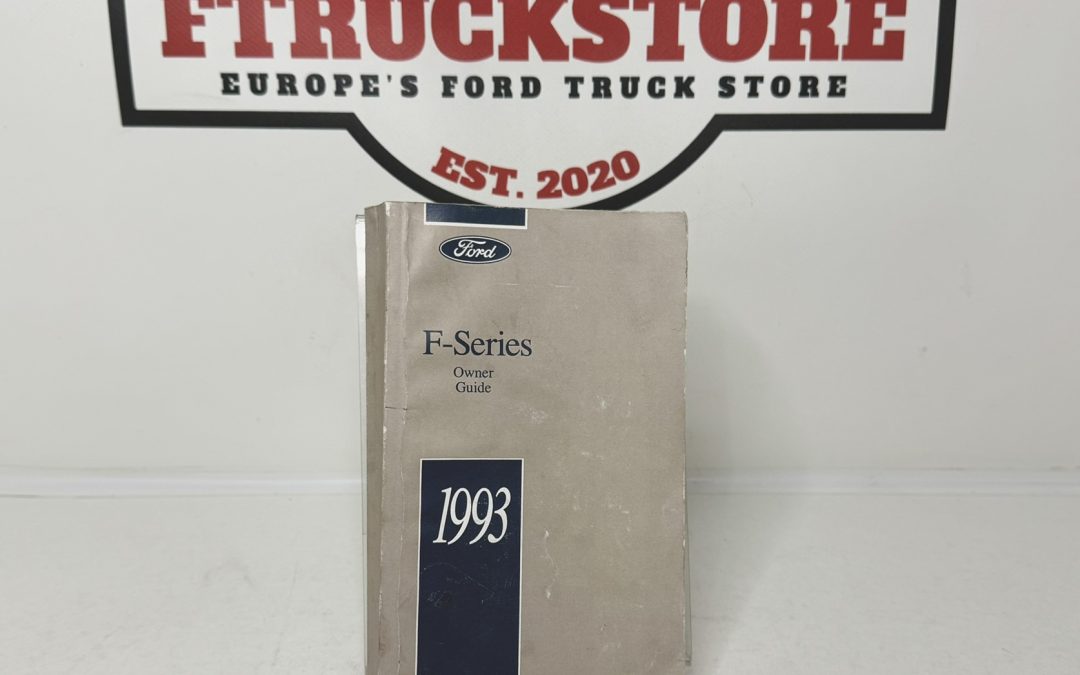 FTRUCKSTORE
EUROPE'S FORD TRUCK STORE
EST. 2020
Ford
F-Series
Owner
Guide
1993